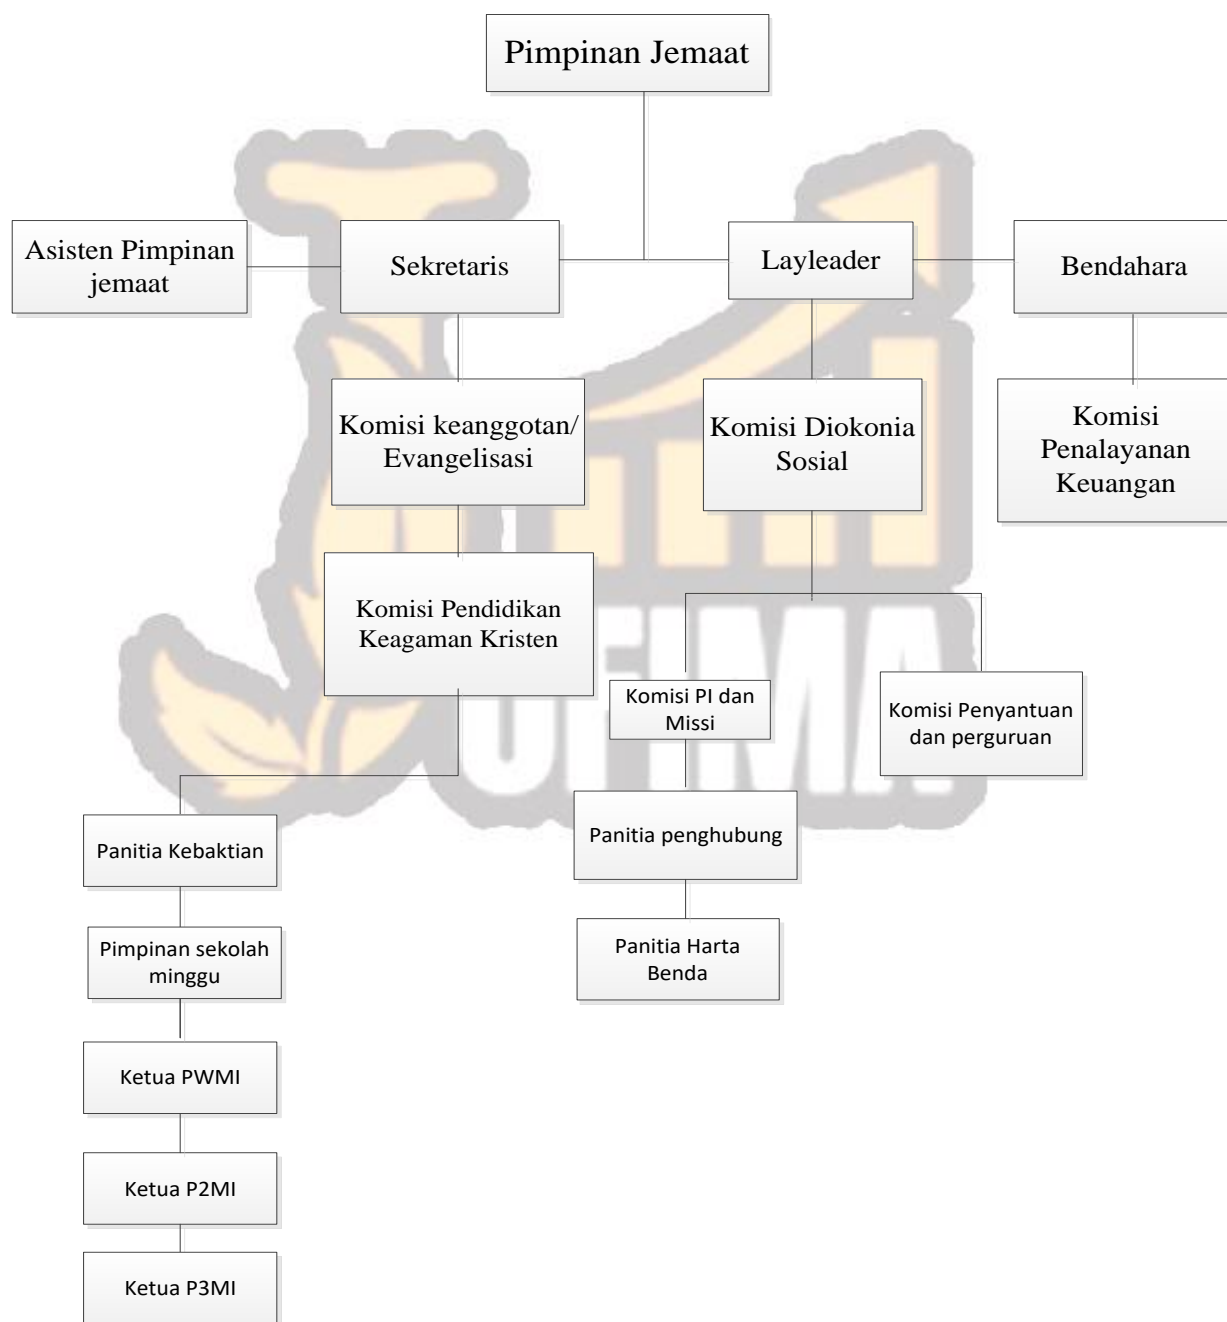 Pimpinan Jemaat
Asisten Pimpinan
jemaat
Sekretaris
Layleader
Bendahara
Komisi keanggotan/
Evangelisasi
Komisi Diokonia
Sosial
Komisi
Penalayanan
Keuangan
Komisi Pendidikan
Keagaman Kristen
Komisi PI dan
Missi
Komisi Penyantuan
dan perguruan
Panitia Kebaktian
Panitia penghubung
Pimpinan sekolah
minggu
Panitia Harta
Benda
Ketua PWMI
Ketua P2MI
Ketua P3MI
UFIMA